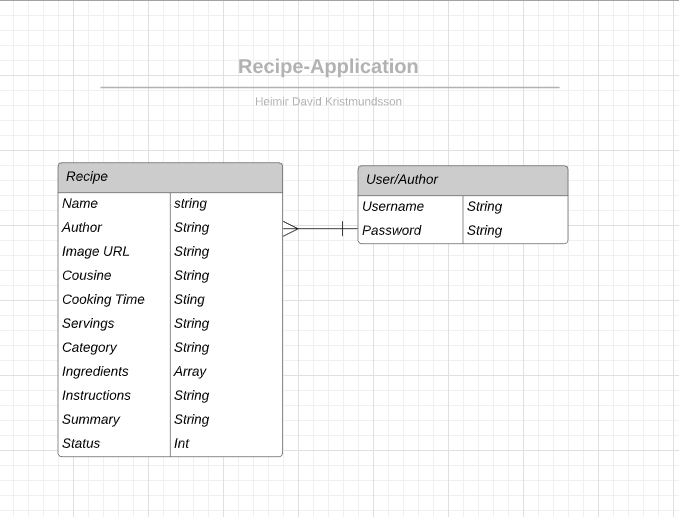 Recipe-Application
Heimir David Kristmundsson
Recipe
Name string
Author String
Image URL String
Cousine String
Cooking Time Sting
Servings String
Category String
Ingredients Array
Instructions String
Summary String
Status Int
User/Author
Username String
Password String